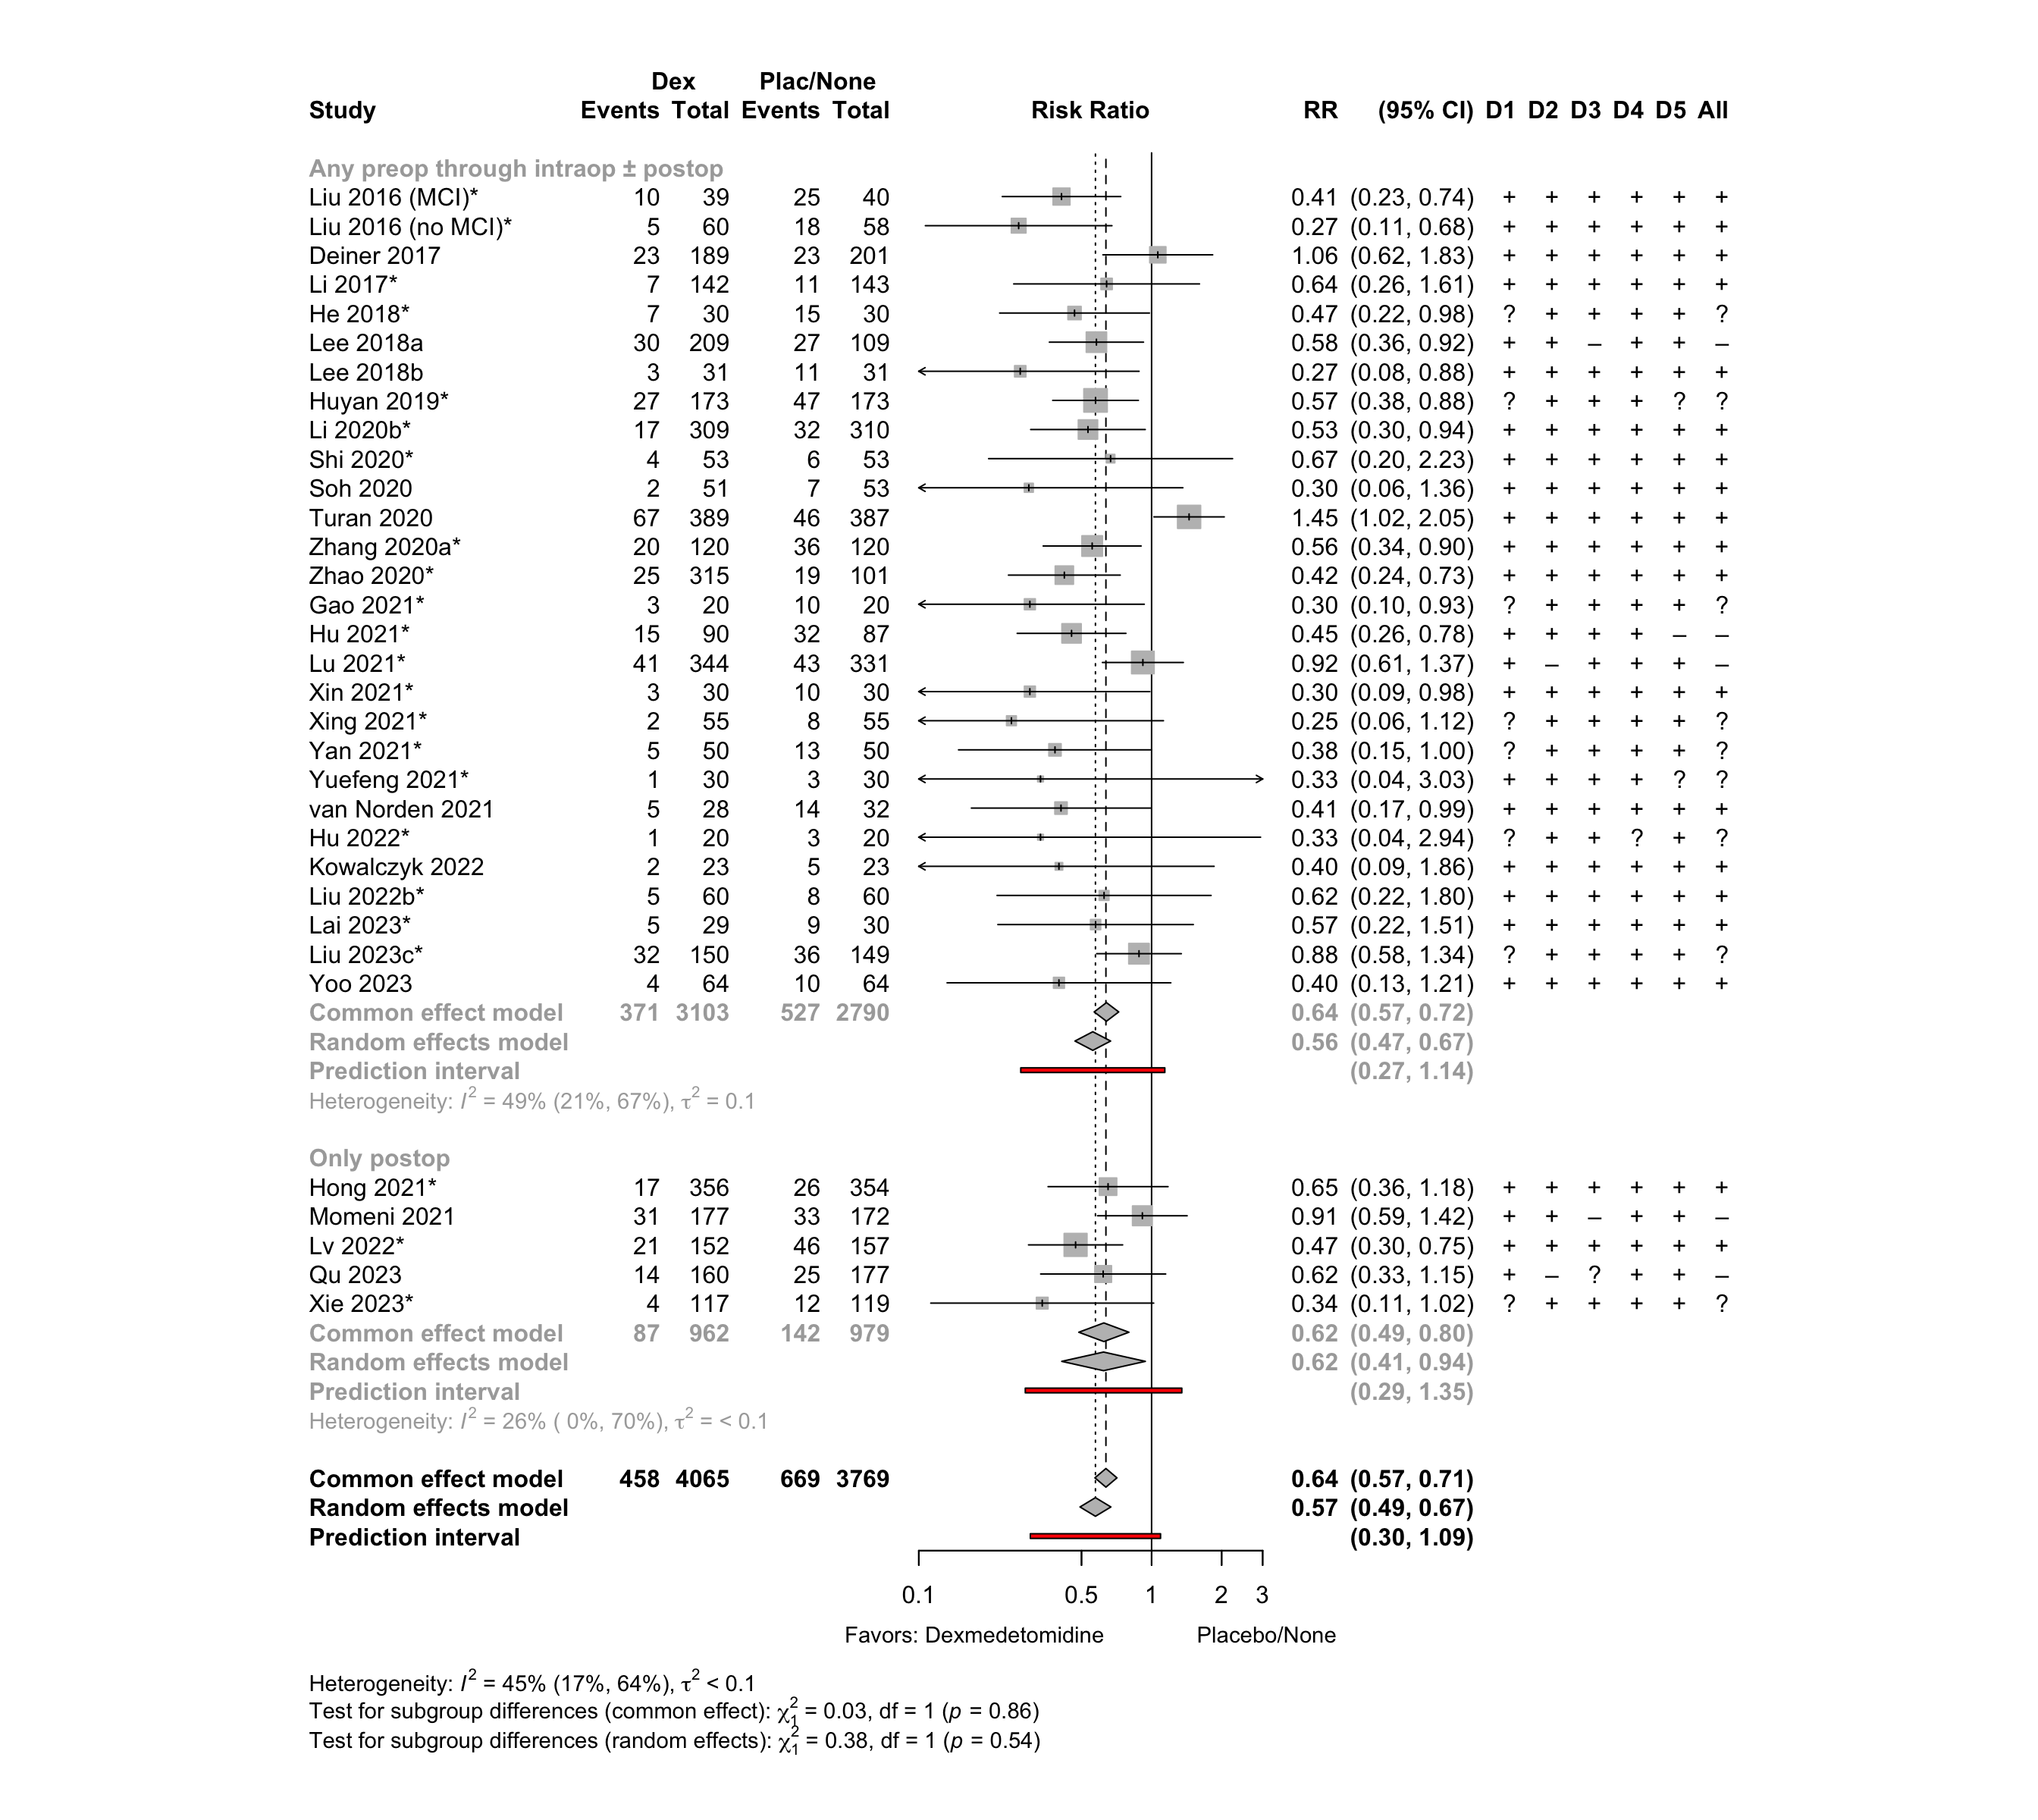 Dex Plac/None
Study Events Total Events Total Risk Ratio RR (95% CI) D1 D2 D3 D4 D5 All
Any preop through intraop ± postop
Liu 2016 (MCI)* 10 39 25 40 0.41 (0.23, 0.74) + + + + + +
Liu 2016 (no MCI)* 5 60 18 58 0.27 (0.11, 0.68) + + + + + +
Deiner 2017 23 189 23 201 1.06 (0.62, 1.83) + + + + + +
Li 2017* 7 142 11 143 0.64 (0.26, 1.61) + + + + + +
He 2018* 7 30 15 30 0.47 (0.22, 0.98) ? + + + + ?
Lee 2018a 30 209 27 109 0.58 (0.36, 0.92) + + – + + –
Lee 2018b 3 31 11 31 0.27 (0.08, 0.88) + + + + + +
Huyan 2019* 27 173 47 173 0.57 (0.38, 0.88) ? + + + ? ?
Li 2020b* 17 309 32 310 0.53 (0.30, 0.94) + + + + + +
Shi 2020* 4 53 6 53 0.67 (0.20, 2.23) + + + + + +
Soh 2020 2 51 7 53 0.30 (0.06, 1.36) + + + + + +
Turan 2020 67 389 46 387 1.45 (1.02, 2.05) + + + + + +
Zhang 2020a* 20 120 36 120 0.56 (0.34, 0.90) + + + + + +
Zhao 2020* 25 315 19 101 0.42 (0.24, 0.73) + + + + + +
Gao 2021* 3 20 10 20 0.30 (0.10, 0.93) ? + + + + ?
Hu 2021* 15 90 32 87 0.45 (0.26, 0.78) + + + + – –
Lu 2021* 41 344 43 331 0.92 (0.61, 1.37) + – + + + –
Xin 2021* 3 30 10 30 0.30 (0.09, 0.98) + + + + + +
Xing 2021* 2 55 8 55 0.25 (0.06, 1.12) ? + + + + ?
Yan 2021* 5 50 13 50 0.38 (0.15, 1.00) ? + + + + ?
Yuefeng 2021* 1 30 3 30 0.33 (0.04, 3.03) + + + + ? ?
van Norden 2021 5 28 14 32 0.41 (0.17, 0.99) + + + + + +
Hu 2022* 1 20 3 20 0.33 (0.04, 2.94) ? + + ? + ?
Kowalczyk 2022 2 23 5 23 0.40 (0.09, 1.86) + + + + + +
Liu 2022b* 5 60 8 60 0.62 (0.22, 1.80) + + + + + +
Lai 2023* 5 29 9 30 0.57 (0.22, 1.51) + + + + + +
Liu 2023c* 32 150 36 149 0.88 (0.58, 1.34) ? + + + + ?
Yoo 2023 4 64 10 64 0.40 (0.13, 1.21) + + + + + +
Common effect model 371 3103 527 2790 0.64 (0.57, 0.72)
Random effects model 0.56 (0.47, 0.67)
Prediction interval (0.27, 1.14)
Heterogeneity: I² = 49% (21%, 67%), τ² = 0.1
Only postop
Hong 2021* 17 356 26 354 0.65 (0.36, 1.18) + + + + + +
Momeni 2021 31 177 33 172 0.91 (0.59, 1.42) + + – + + –
Lv 2022* 21 152 46 157 0.47 (0.30, 0.75) + + + + + +
Qu 2023 14 160 25 177 0.62 (0.33, 1.15) + – ? + + –
Xie 2023* 4 117 12 119 0.34 (0.11, 1.02) ? + + + + ?
Common effect model 87 962 142 979 0.62 (0.49, 0.80)
Random effects model 0.62 (0.41, 0.94)
Prediction interval (0.29, 1.35)
Heterogeneity: I² = 26% ( 0%, 70%), τ² = < 0.1
Common effect model 458 4065 669 3769 0.64 (0.57, 0.71)
Random effects model 0.57 (0.49, 0.67)
Prediction interval (0.30, 1.09)
0.1 0.5 1 2 3
Favors: Dexmedetomidine Placebo/None
Heterogeneity: I² = 45% (17%, 64%), τ² < 0.1
Test for subgroup differences (common effect): χ₁² = 0.03, df = 1 (p = 0.86)
Test for subgroup differences (random effects): χ₁² = 0.38, df = 1 (p = 0.54)